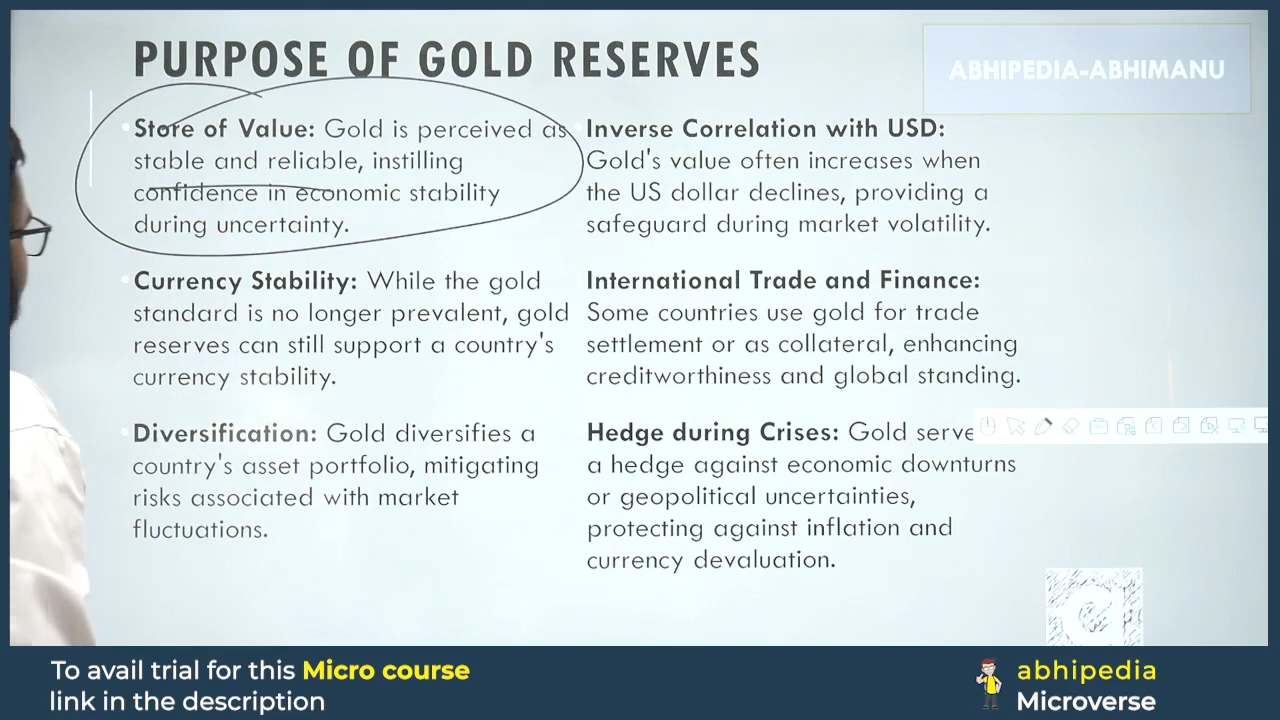 PURPOSE OF GOLD RESERVES
ABHIPEDIA-ABHIMANU
Store of Value: Gold is perceived as
stable and reliable, instilling
confidence in economic stability
during uncertainty.
Currency Stability: While the gold
standard is no longer prevalent, gold
reserves can still support a country's
currency stability.
Diversification: Gold diversifies a
country's asset portfolio, mitigating
risks associated with market
fluctuations.
Inverse Correlation with USD:
Gold's value often increases when
the US dollar declines, providing a
safeguard during market volatility.
International Trade and Finance:
Some countries use gold for trade
settlement or as collateral, enhancing
creditworthiness and global standing.
Hedge during Crises: Gold serve
a hedge against economic downturns
or geopolitical uncertainties,
protecting against inflation and
currency devaluation.
To avail trial for this Micro course
link in the description
abhipedia
Microverse